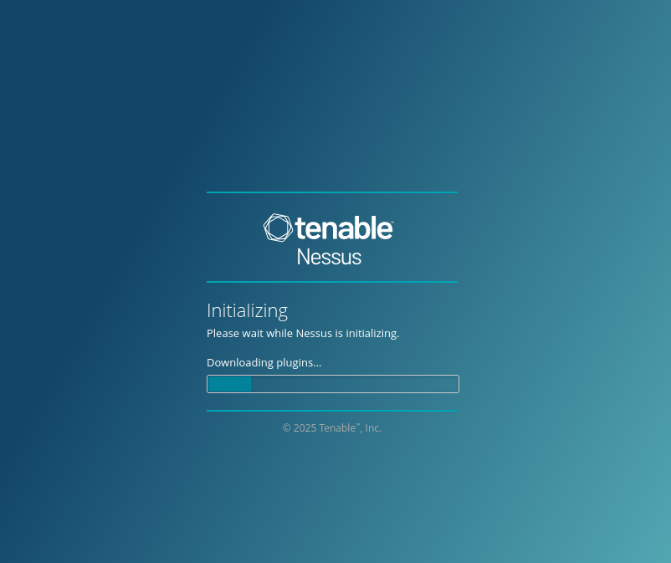 tenable
Nessus
Initializing
Please wait while Nessus is initializing.
Downloading plugins...
© 2025 Tenable™, Inc.